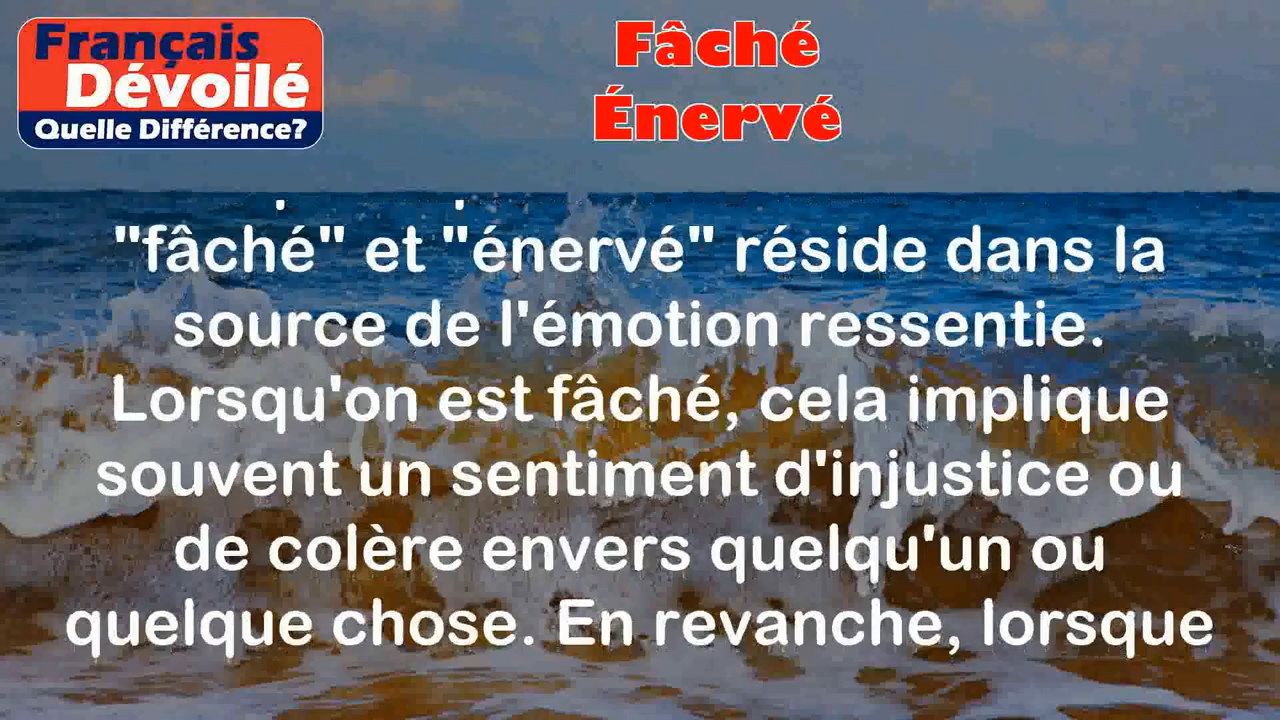 Français
Dévoilé
Quelle Différence?
Fâché
Énervé
"fâché" et "énervé" réside dans la
source de l'émotion ressentie.
Lorsqu'on est fâché, cela implique
souvent un sentiment d'injustice ou
de colère envers quelqu'un ou
quelque chose. En revanche, lorsque